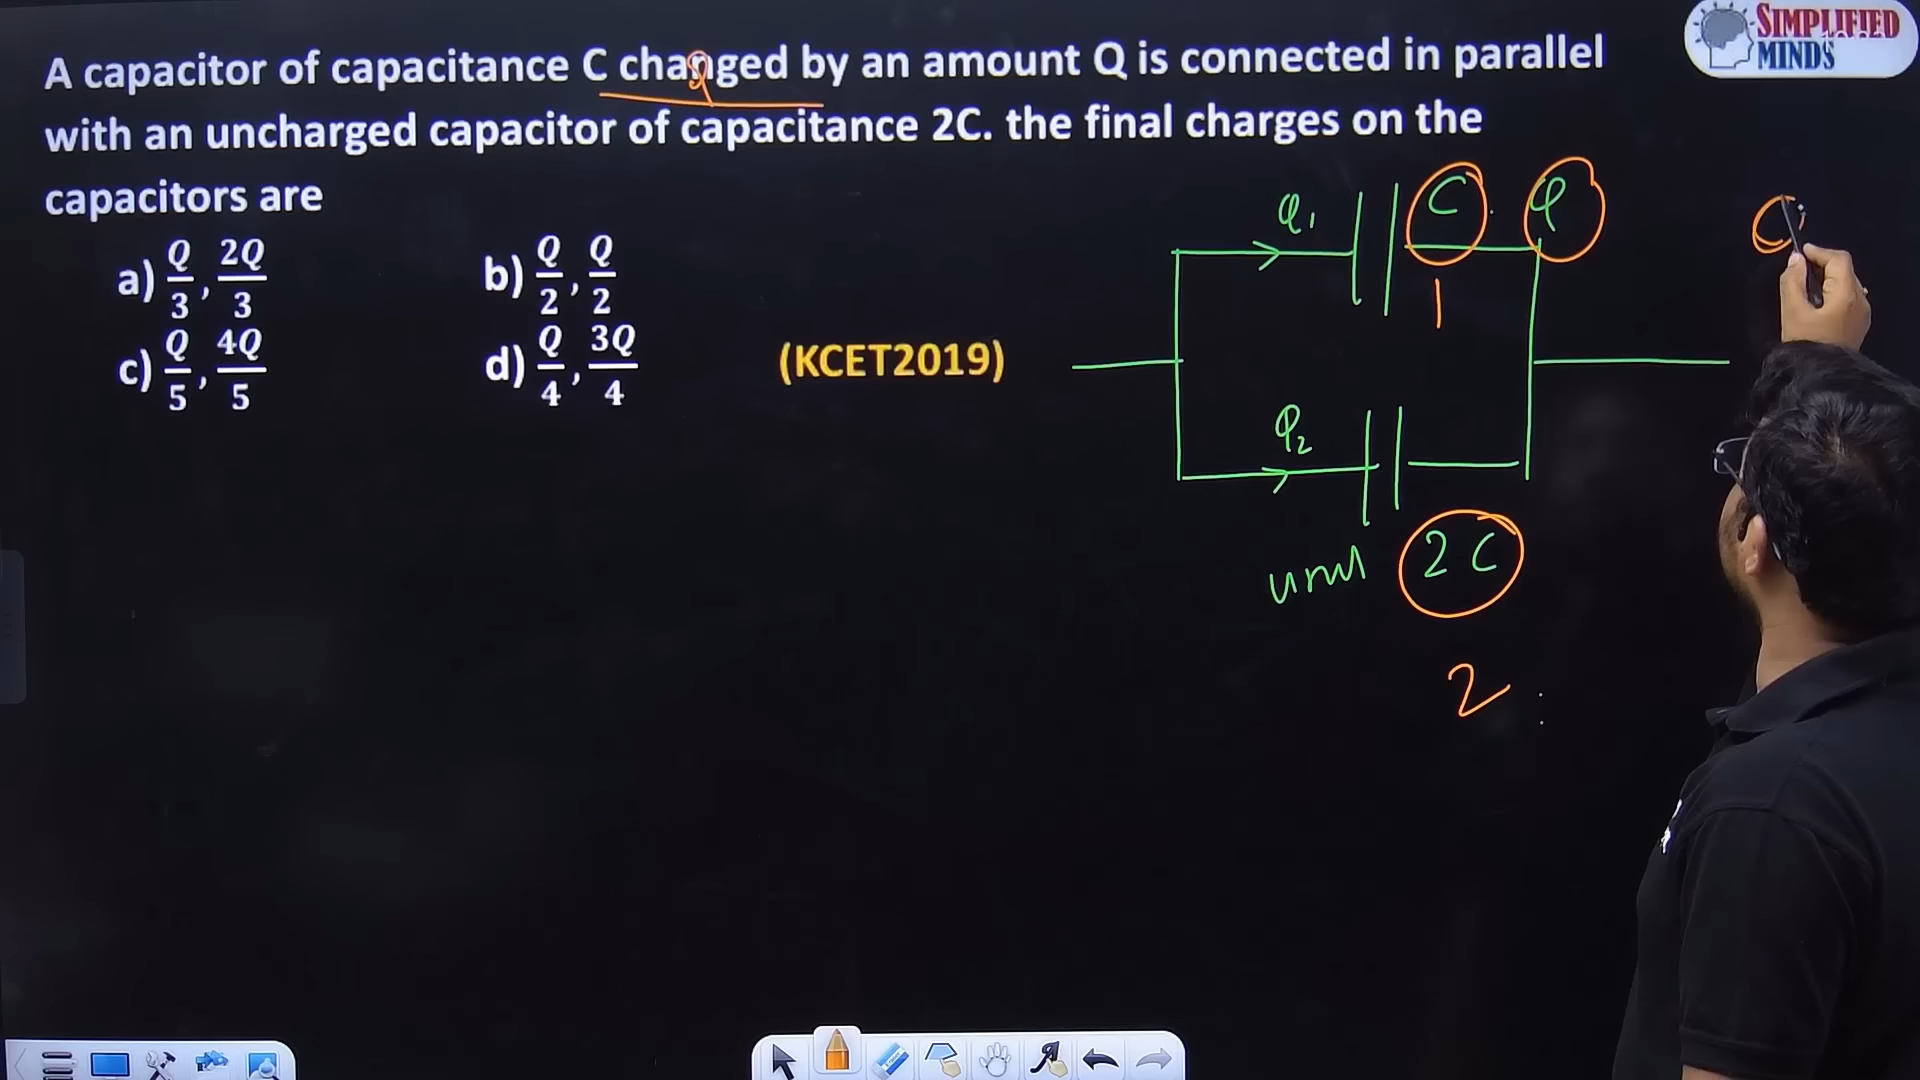 A capacitor of capacitance C changed by an amount Q is connected in parallel
with an uncharged capacitor of capacitance 2C. the final charges on the
capacitors are
a) Q/3, 2Q/3
b) Q/2, Q/2
c) Q/5, 4Q/5
d) Q/4, 3Q/4
(KCET2019)
SIMPLIFIED
MINDS
Q1
C Q
1
Q2
2C
2